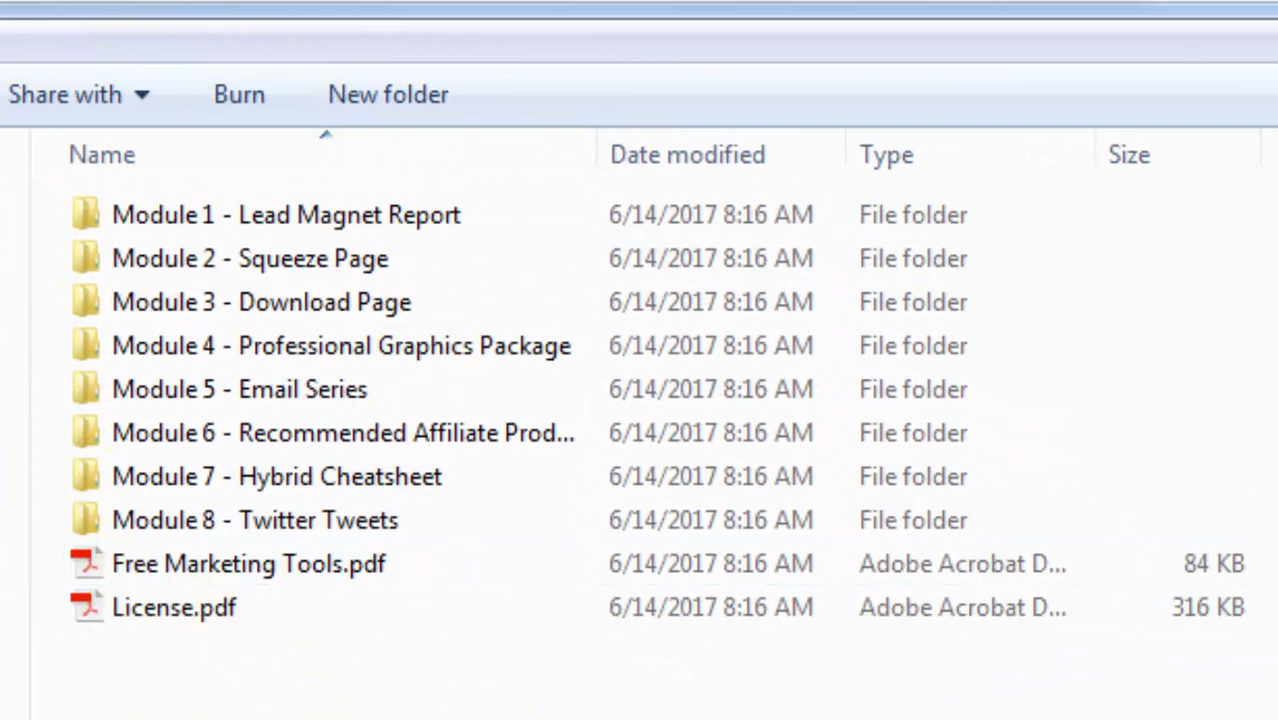 Share with Burn New folder
Name Date modified Type Size
Module 1 - Lead Magnet Report 6/14/2017 8:16 AM File folder
Module 2 - Squeeze Page 6/14/2017 8:16 AM File folder
Module 3 - Download Page 6/14/2017 8:16 AM File folder
Module 4 - Professional Graphics Package 6/14/2017 8:16 AM File folder
Module 5 - Email Series 6/14/2017 8:16 AM File folder
Module 6 - Recommended Affiliate Prod... 6/14/2017 8:16 AM File folder
Module 7 - Hybrid Cheatsheet 6/14/2017 8:16 AM File folder
Module 8 - Twitter Tweets 6/14/2017 8:16 AM File folder
Free Marketing Tools.pdf 6/14/2017 8:16 AM Adobe Acrobat D... 84 KB
License.pdf 6/14/2017 8:16 AM Adobe Acrobat D... 316 KB